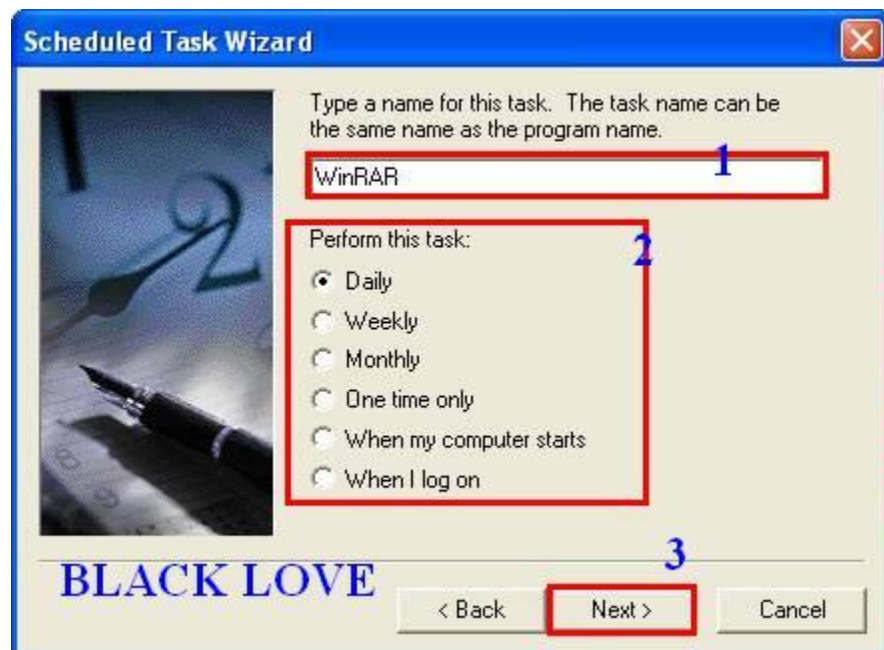 Scheduled Task Wizard
Type a name for this task. The task name can be
the same name as the program name.
1
WinRAR
2
Perform this task:
Daily
Weekly
Monthly
One time only
When my computer starts
When I log on
3
BLACK LOVE
< Back
Next >
Cancel